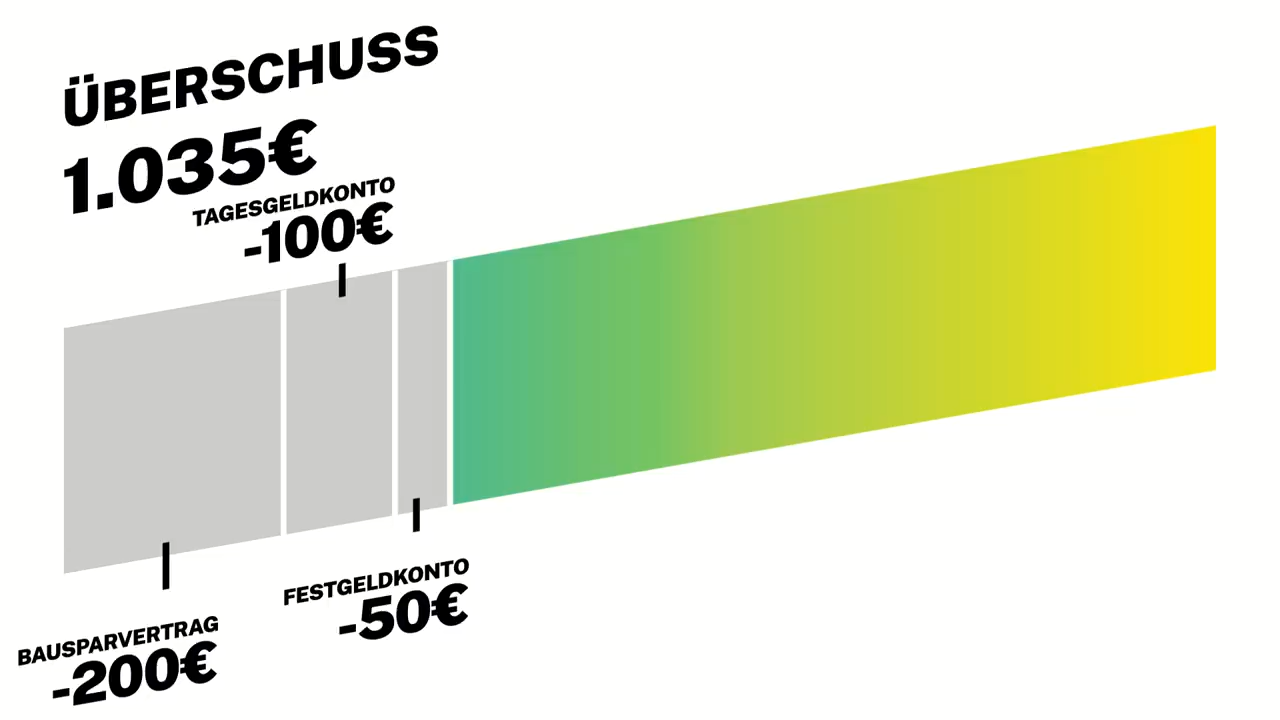 ÜBERSCHUSS
1.035€
TAGESGELDKONTO
-100€
FESTGELDKONTO
-50€
BAUSPARVERTRAG
-200€